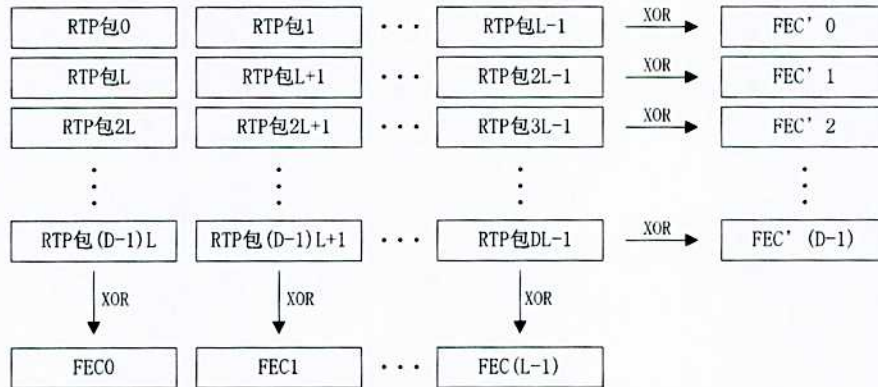 RTP包0 RTP包1 ··· RTP包L-1 XOR FEC' 0
RTP包L RTP包L+1 ··· RTP包2L-1 XOR FEC' 1
RTP包2L RTP包2L+1 ··· RTP包3L-1 XOR FEC' 2
RTP包(D-1)L RTP包(D-1)L+1 ··· RTP包DL-1 XOR FEC' (D-1)
XOR XOR XOR
FEC0 FEC1 ··· FEC(L-1)